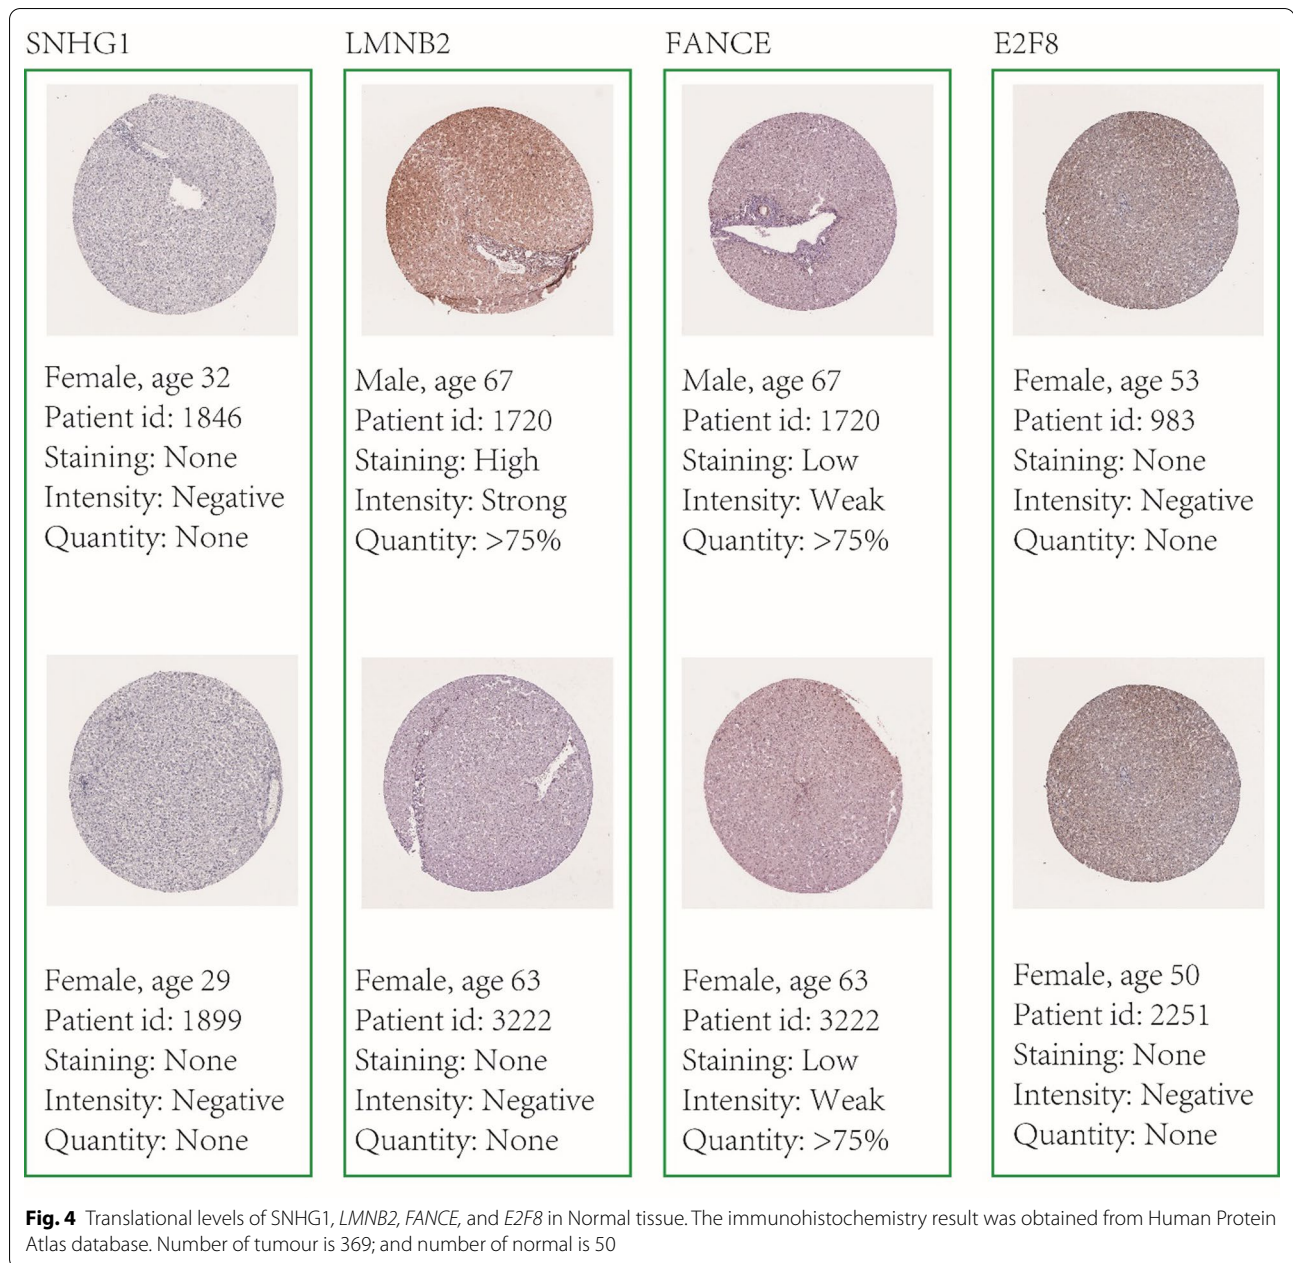 SNHG1
LMNB2
FANCE
E2F8
Female, age 32
Patient id: 1846
Staining: None
Intensity: Negative
Quantity: None
Male, age 67
Patient id: 1720
Staining: High
Intensity: Strong
Quantity: >75%
Male, age 67
Patient id: 1720
Staining: Low
Intensity: Weak
Quantity: >75%
Female, age 53
Patient id: 983
Staining: None
Intensity: Negative
Quantity: None
Female, age 29
Patient id: 1899
Staining: None
Intensity: Negative
Quantity: None
Female, age 63
Patient id: 3222
Staining: None
Intensity: Negative
Quantity: None
Female, age 63
Patient id: 3222
Staining: Low
Intensity: Weak
Quantity: >75%
Female, age 50
Patient id: 2251
Staining: None
Intensity: Negative
Quantity: None
Fig. 4 Translational levels of SNHG1, LMNB2, FANCE, and E2F8 in Normal tissue. The immunohistochemistry result was obtained from Human Protein
Atlas database. Number of tumour is 369; and number of normal is 50